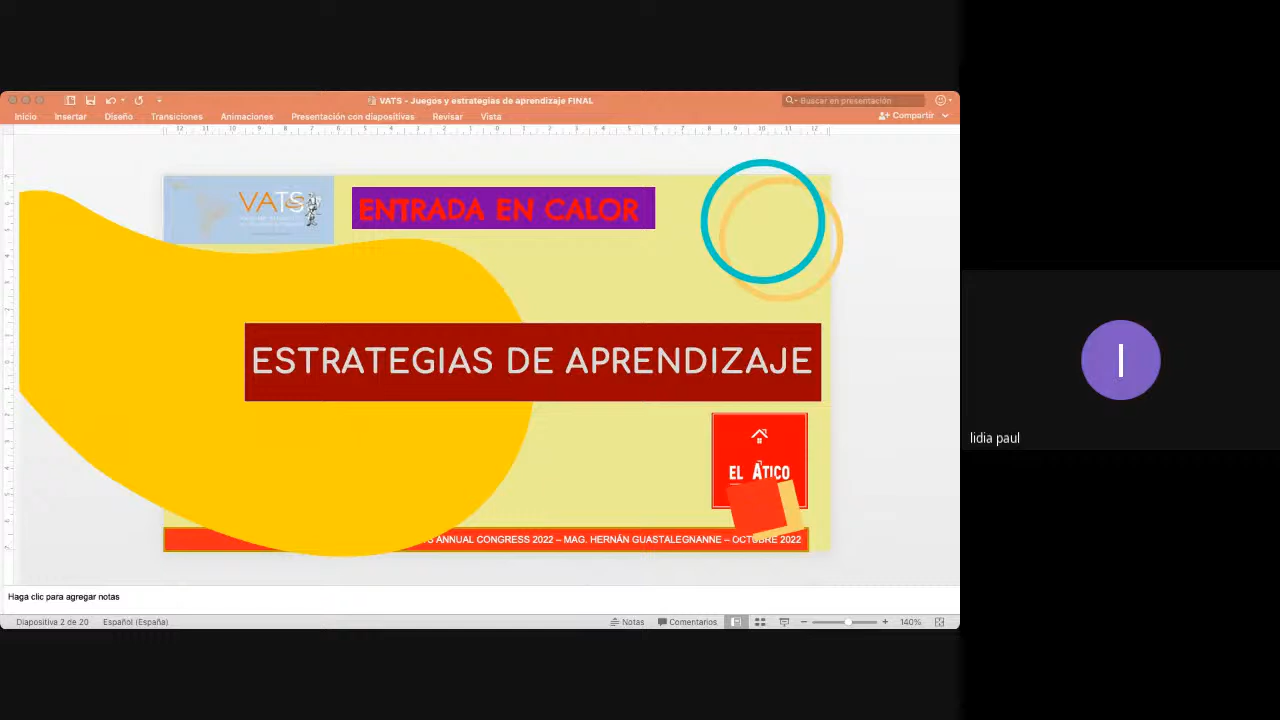 VATS - Juegos y estrategias de aprendizaje FINAL
Buscar en presentación
Inicio Insertar Diseño Transiciones Animaciones Presentación con diapositivas Revisar Vista
Compartir
VATS
ENTRADA EN CALOR
ESTRATEGIAS DE APRENDIZAJE
EL ÁTICO
ANNUAL CONGRESS 2022 – MAG. HERNÁN GUASTALEGNANNE – OCTUBRE 2022
l
lidia paul
Haga clic para agregar notas
Diapositiva 2 de 20 Español (España) Notas Comentarios 140%